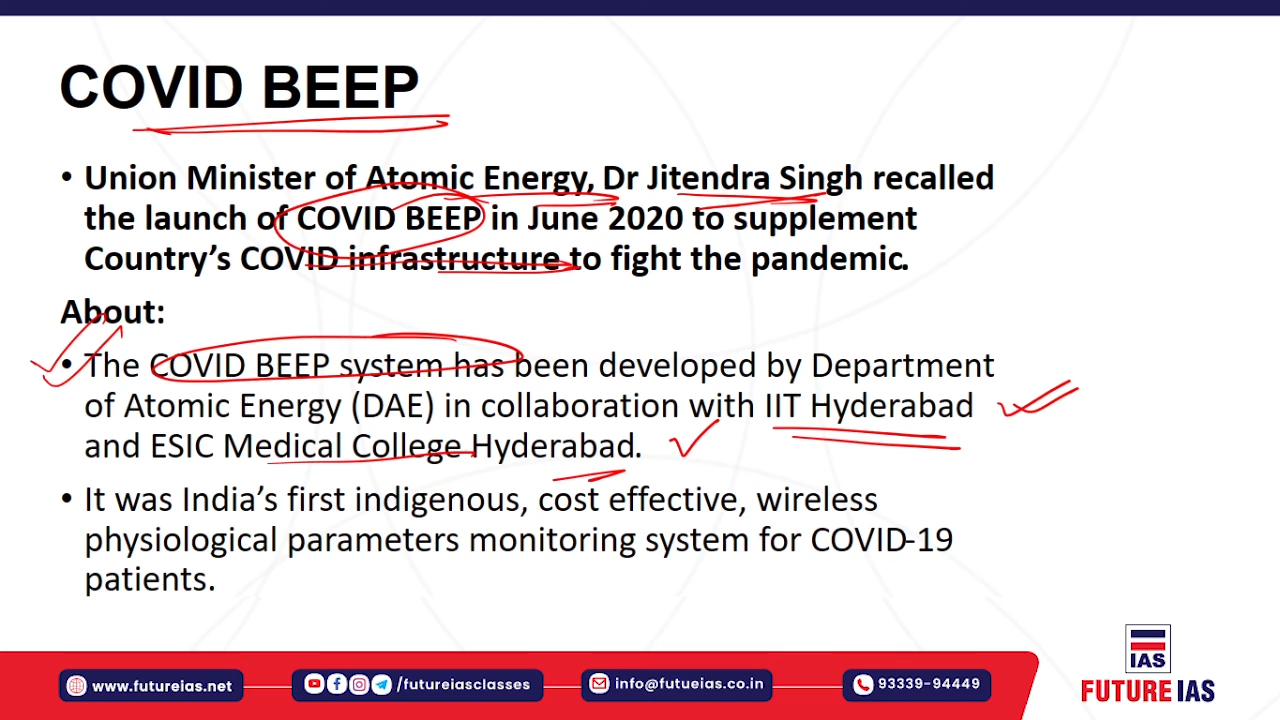 COVID BEEP
• Union Minister of Atomic Energy, Dr Jitendra Singh recalled
the launch of COVID BEEP in June 2020 to supplement
Country's COVID infrastructure to fight the pandemic.
About:
• The COVID BEEP system has been developed by Department
of Atomic Energy (DAE) in collaboration with IIT Hyderabad
and ESIC Medical College Hyderabad.
• It was India's first indigenous, cost effective, wireless
physiological parameters monitoring system for COVID-19
patients.
IAS
FUTURE IAS
www.futureias.net
/futureiasclasses
info@futueias.co.in
93339-94449